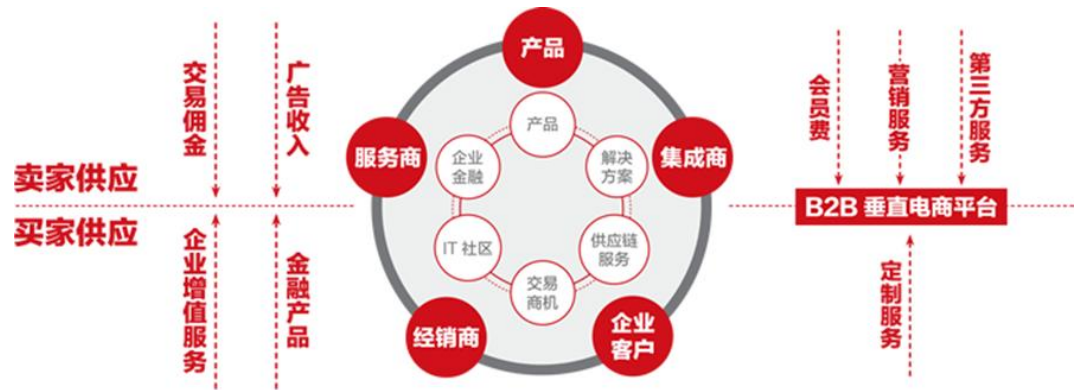 交易佣金
广告收入
卖家供应
买家供应
企业增值服务
金融产品
产品
服务商
集成商
经销商
企业
客户
产品
企业
金融
解决
方案
IT 社区
供应链
服务
交易
商机
会员费
营销服务
第三方服务
B2B 垂直电商平台
定制服务